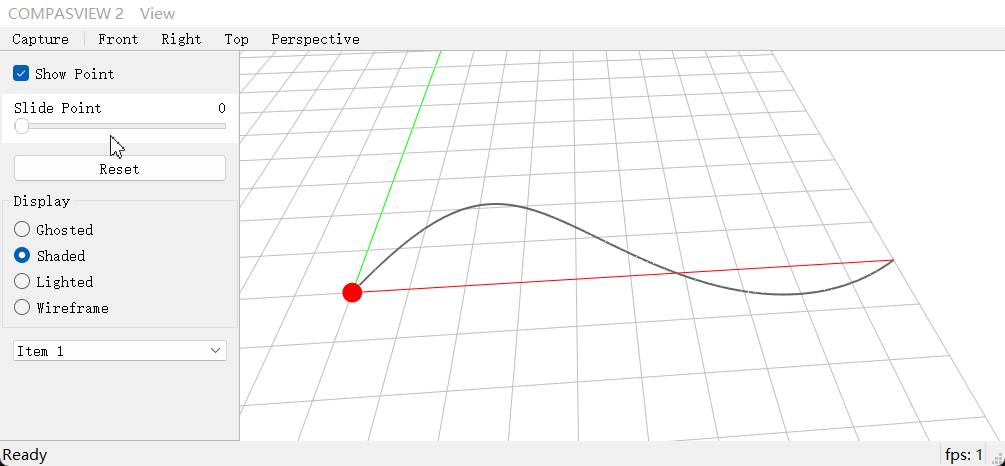 COMPASVIEW 2 View
Capture Front Right Top Perspective
Show Point
Slide Point 0
Reset
Display
Ghosted
Shaded
Lighted
Wireframe
Item 1
Ready fps: 1